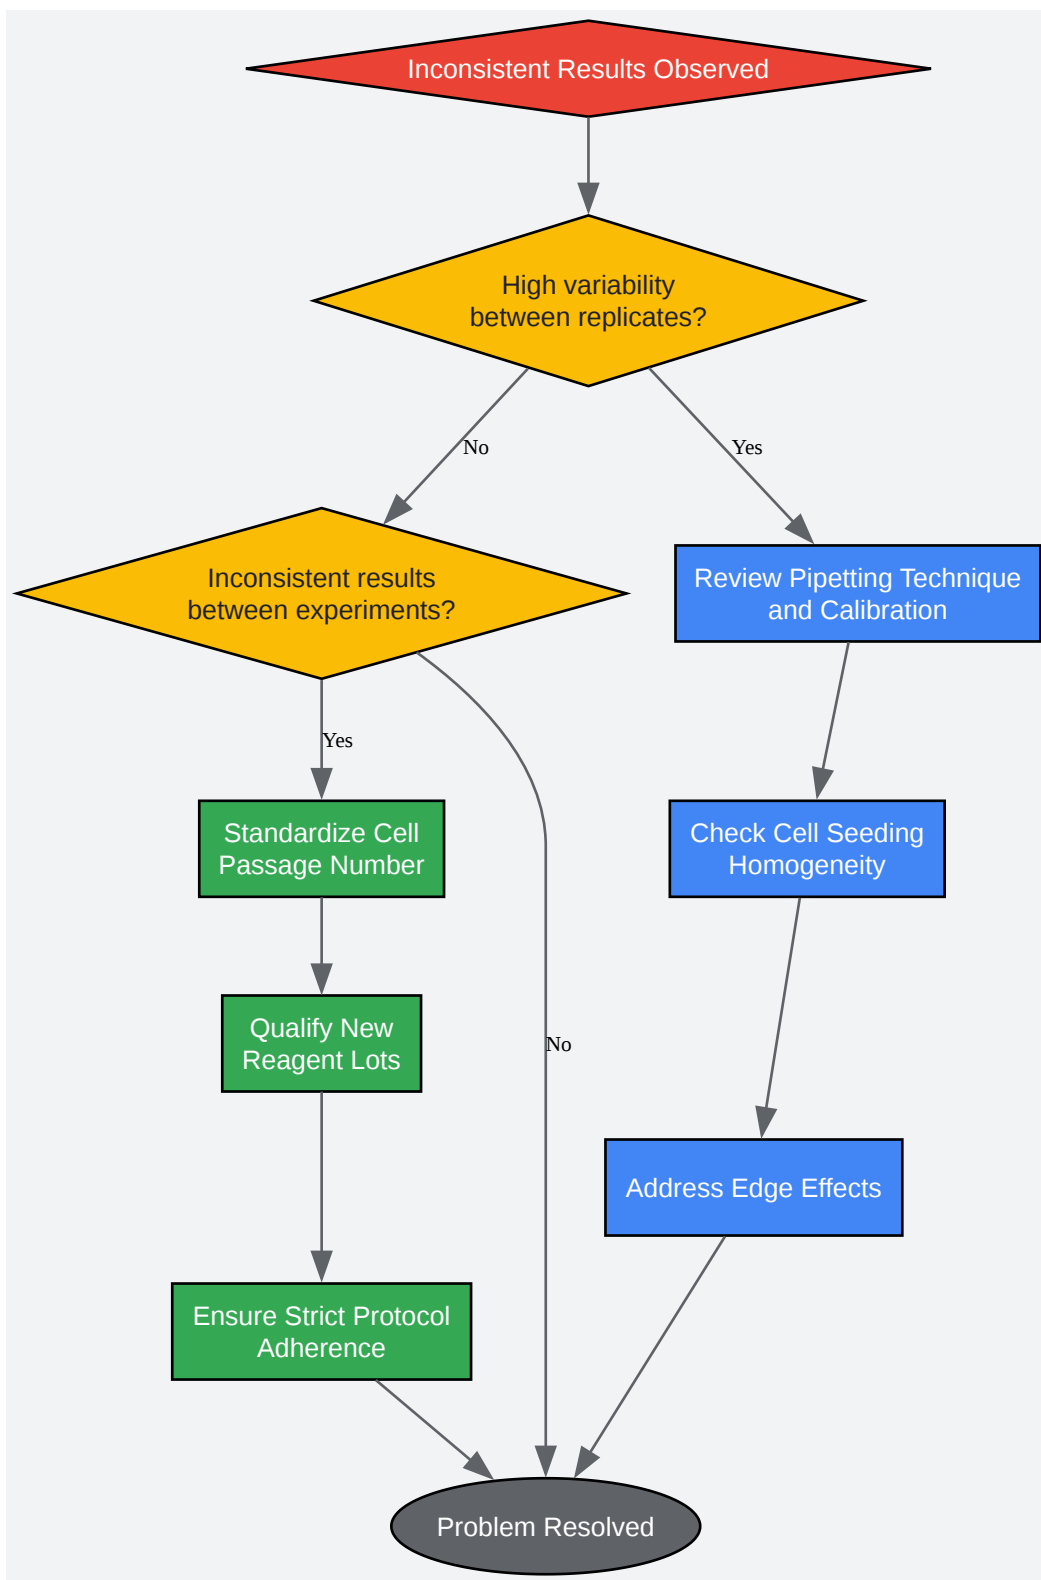 Inconsistent Results Observed
High variability
between replicates?
No
Yes
Inconsistent results
between experiments?
Review Pipetting Technique
and Calibration
Yes
Standardize Cell
Passage Number
Check Cell Seeding
Homogeneity
Qualify New
Reagent Lots
No
Address Edge Effects
Ensure Strict Protocol
Adherence
Problem Resolved